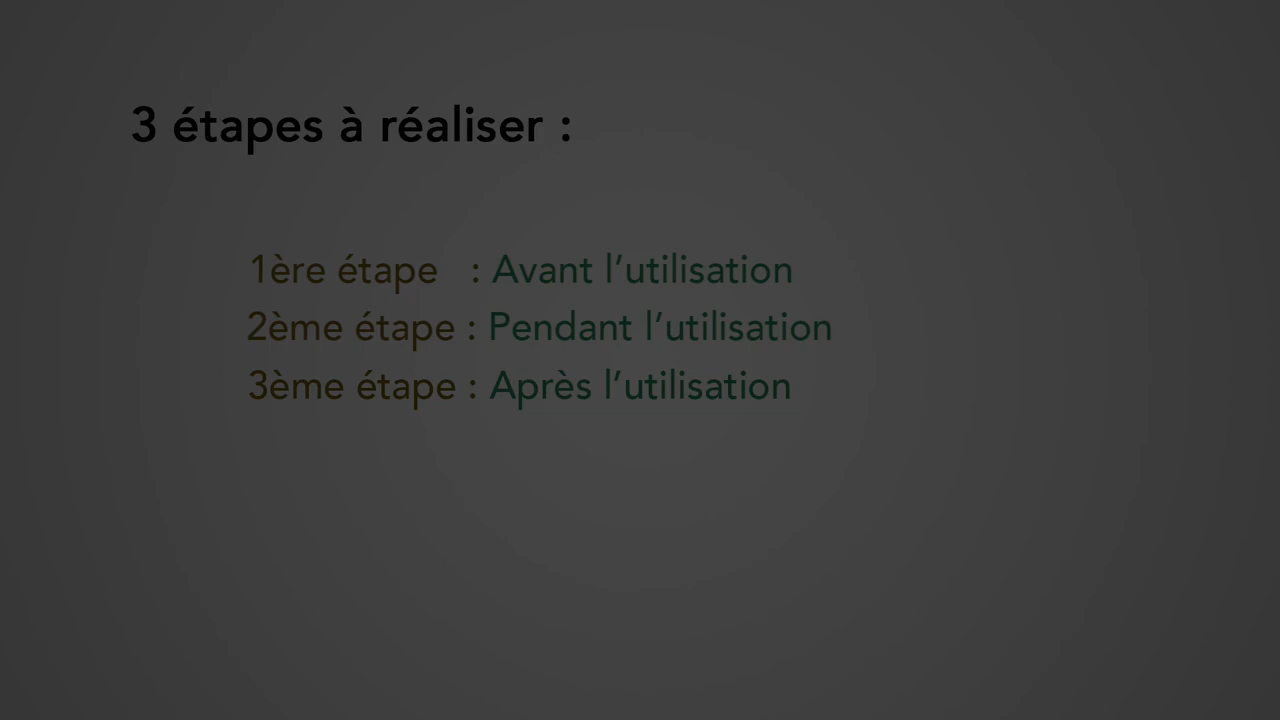 3 étapes à réaliser :
1ère étape : Avant l’utilisation
2ème étape : Pendant l’utilisation
3ème étape : Après l’utilisation